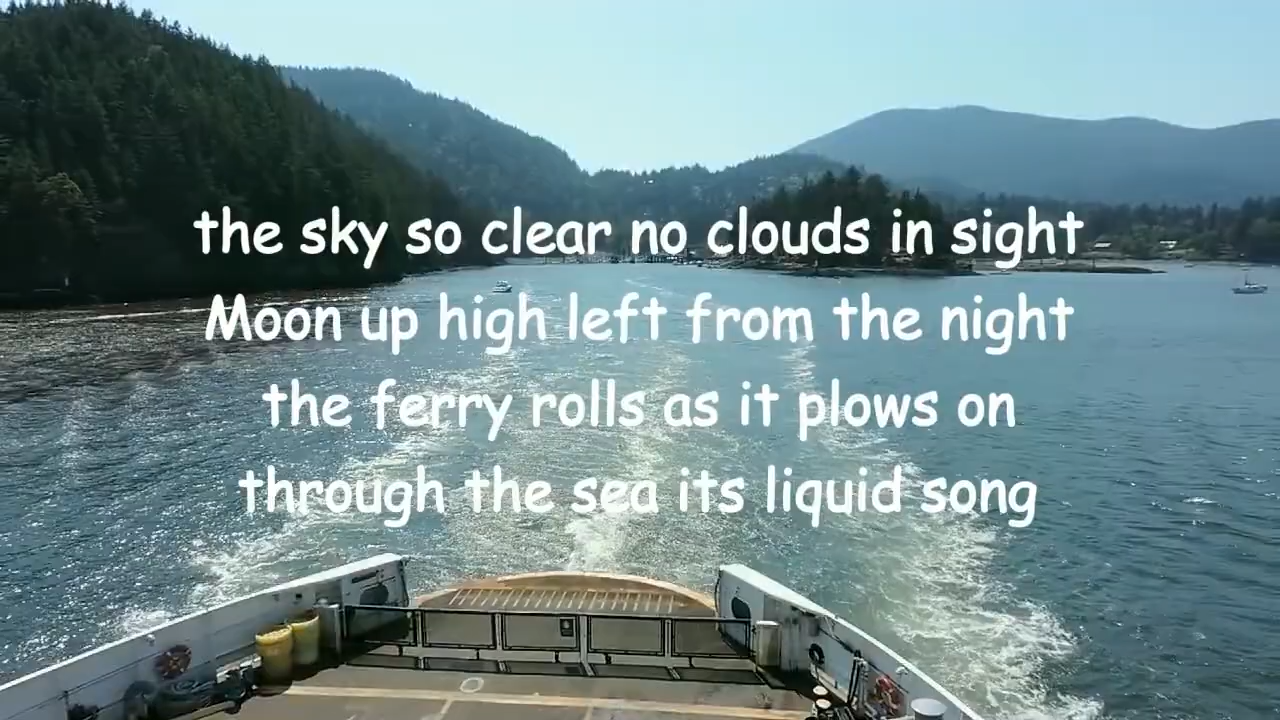 the sky so clear no clouds in sight
Moon up high left from the night
the ferry rolls as it plows on
through the sea its liquid song